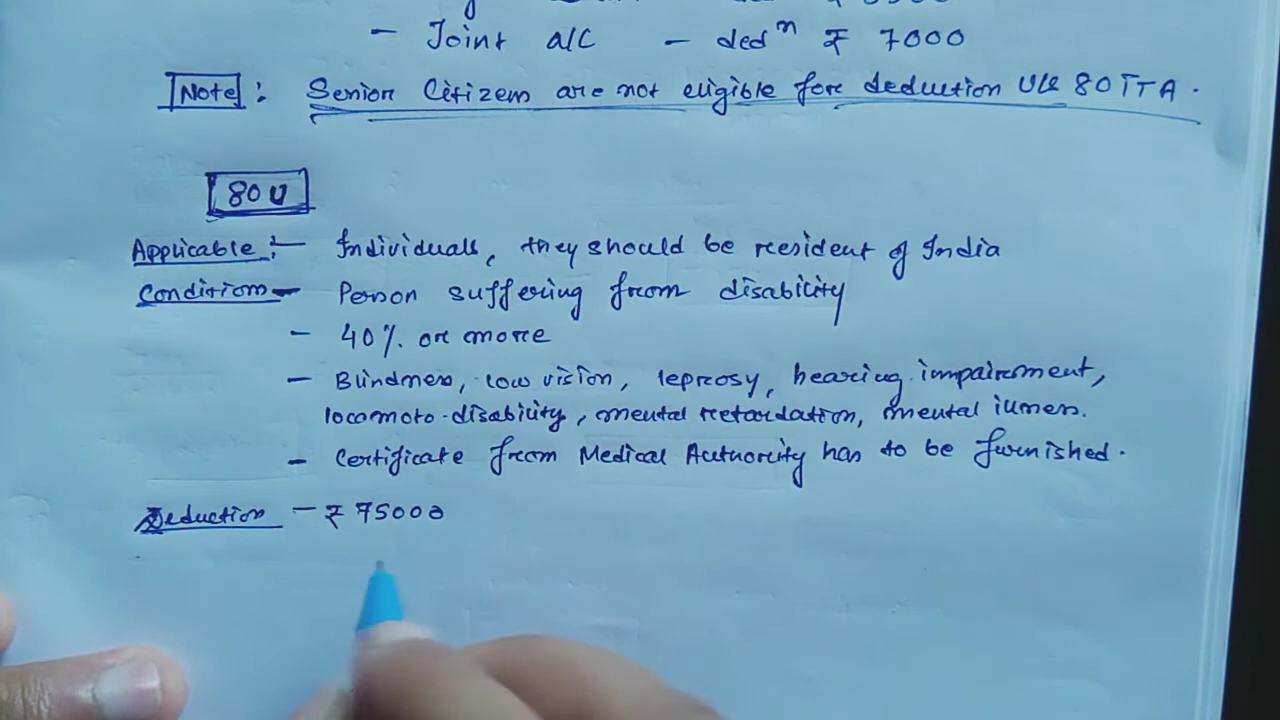 - Joint a/c - dedⁿ ₹ 7000
Note : Senior Citizen are not eligible for deduction U/s 80TTA.
80U
Applicable :- Individuals, they should be resident of India
Condition - Person suffering from disability
- 40% or more
- Blindness, low vision, leprosy, hearing impairment,
locomoto-disability, mental retardation, mental illness.
- Certificate from Medical Authority has to be furnished.
Deduction - ₹ 75000